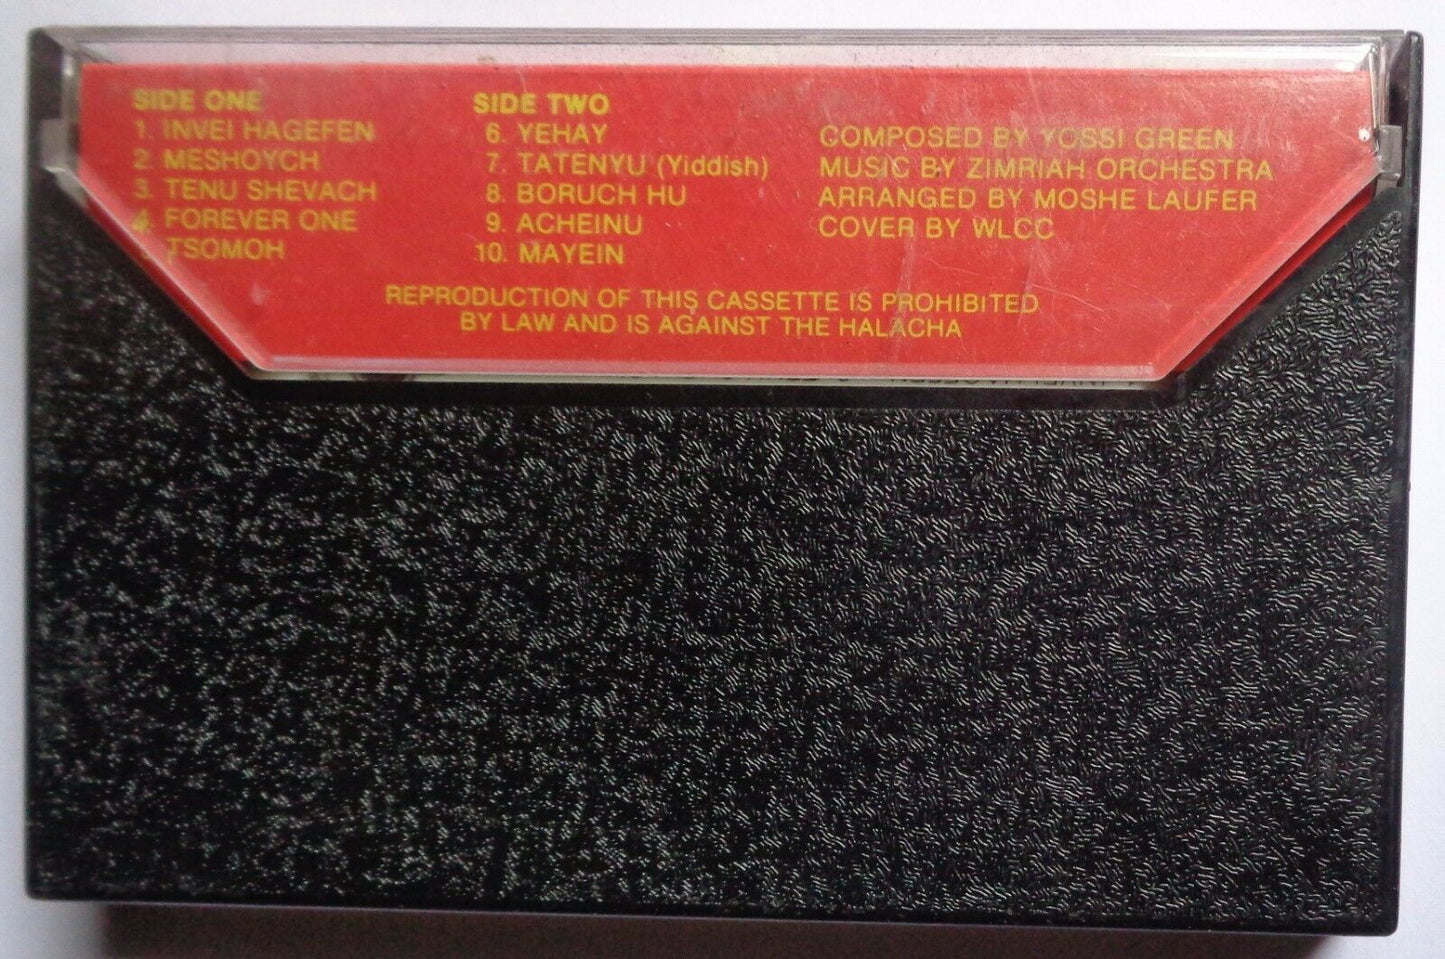 SIDE ONE
1. INVEI HAGEFEN
2. MESHOYCH
3. TENU SHEVACH
4. FOREVER ONE
TSOMOH
SIDE TWO
6. YEHAY
7. TATENYU (Yiddish)
8. BORUCH HU
9. ACHEINU
10. MAYEIN
COMPOSED BY YOSSI GREEN
MUSIC BY ZIMRIAH ORCHESTRA
ARRANGED BY MOSHE LAUFER
COVER BY WLCC
REPRODUCTION OF THIS CASSETTE IS PROHIBITED
BY LAW AND IS AGAINST THE HALACHA